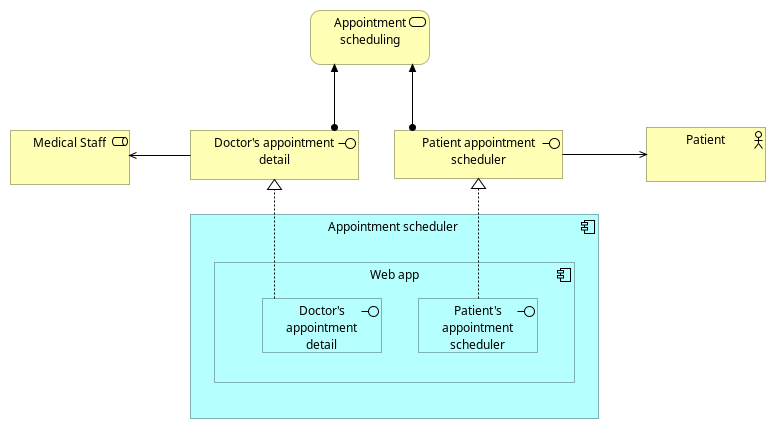 Appointment
scheduling
Medical Staff
Doctor's appointment
detail
Patient appointment
scheduler
Patient
Appointment scheduler
Web app
Doctor's
appointment
detail
Patient's
appointment
scheduler